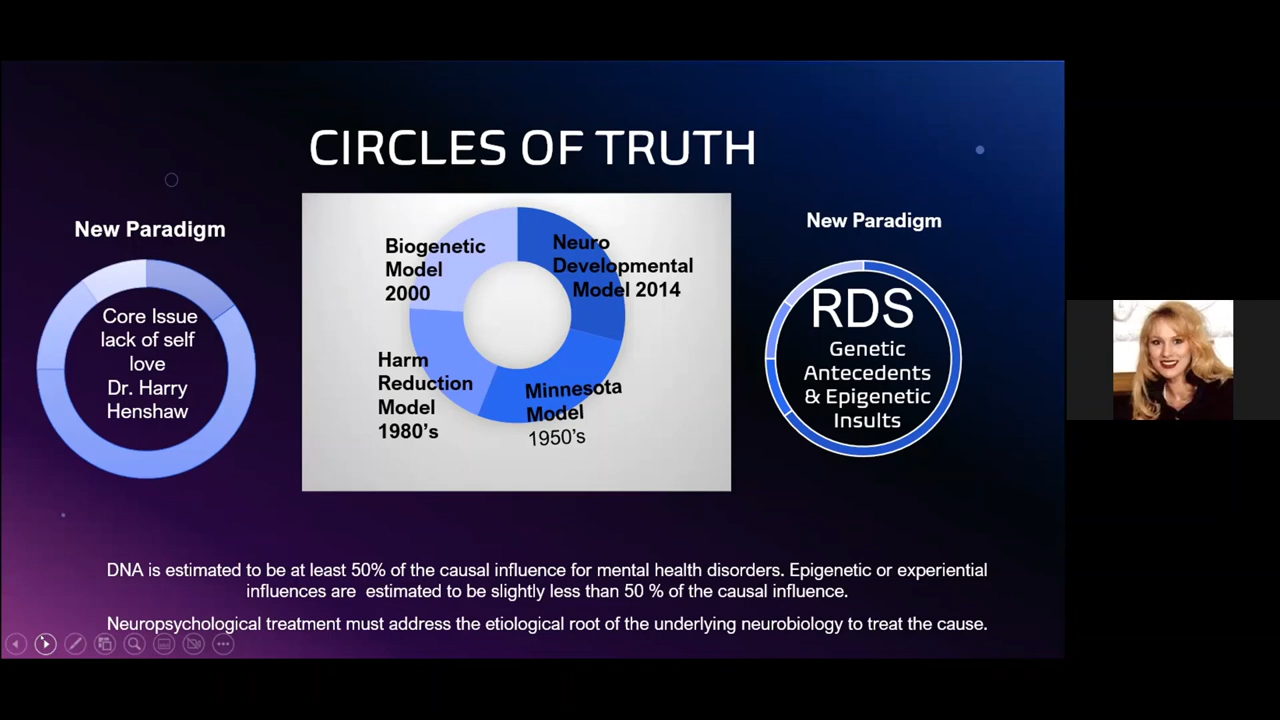 CIRCLES OF TRUTH
New Paradigm
Core Issue
lack of self
love
Dr. Harry
Henshaw
Biogenetic
Model
2000
Neuro
Developmental
Model 2014
Harm
Reduction
Model
1980’s
Minnesota
Model
1950’s
New Paradigm
RDS
Genetic
Antecedents
& Epigenetic
Insults
DNA is estimated to be at least 50% of the causal influence for mental health disorders. Epigenetic or experiential
influences are estimated to be slightly less than 50 % of the causal influence.
Neuropsychological treatment must address the etiological root of the underlying neurobiology to treat the cause.